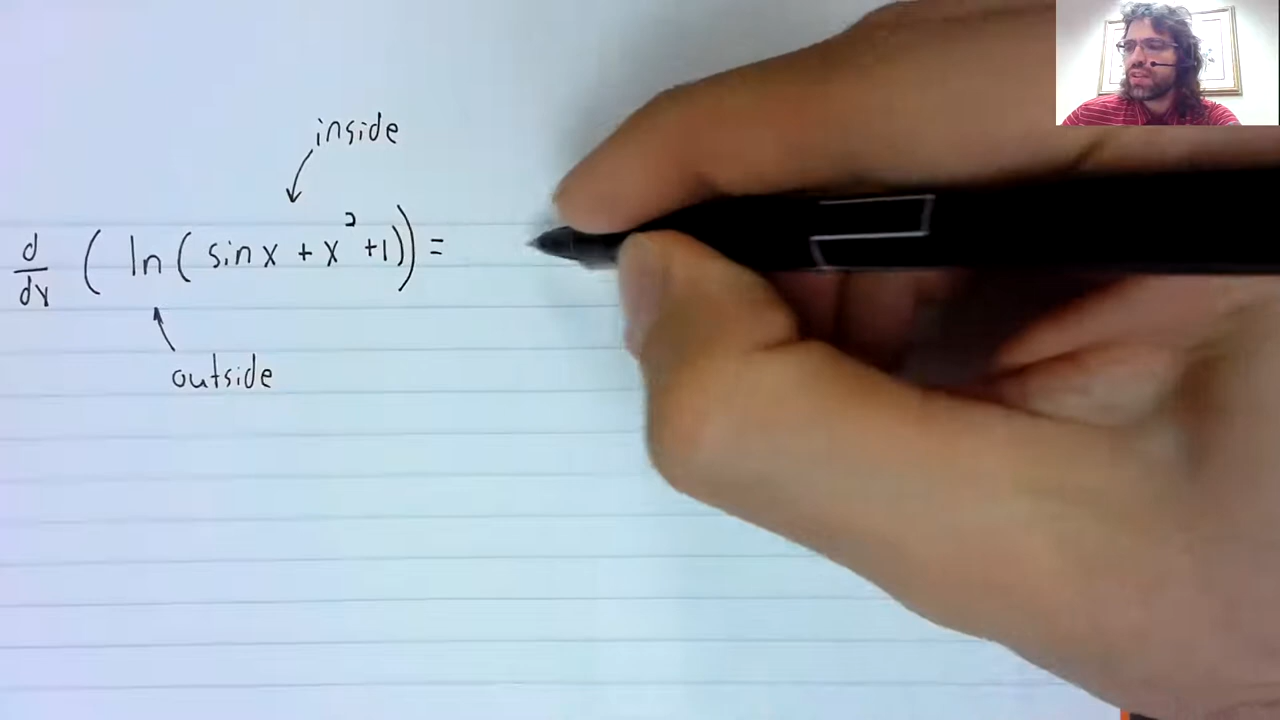 inside
d/dx ( ln ( sin x + x² + 1 ) ) =
outside